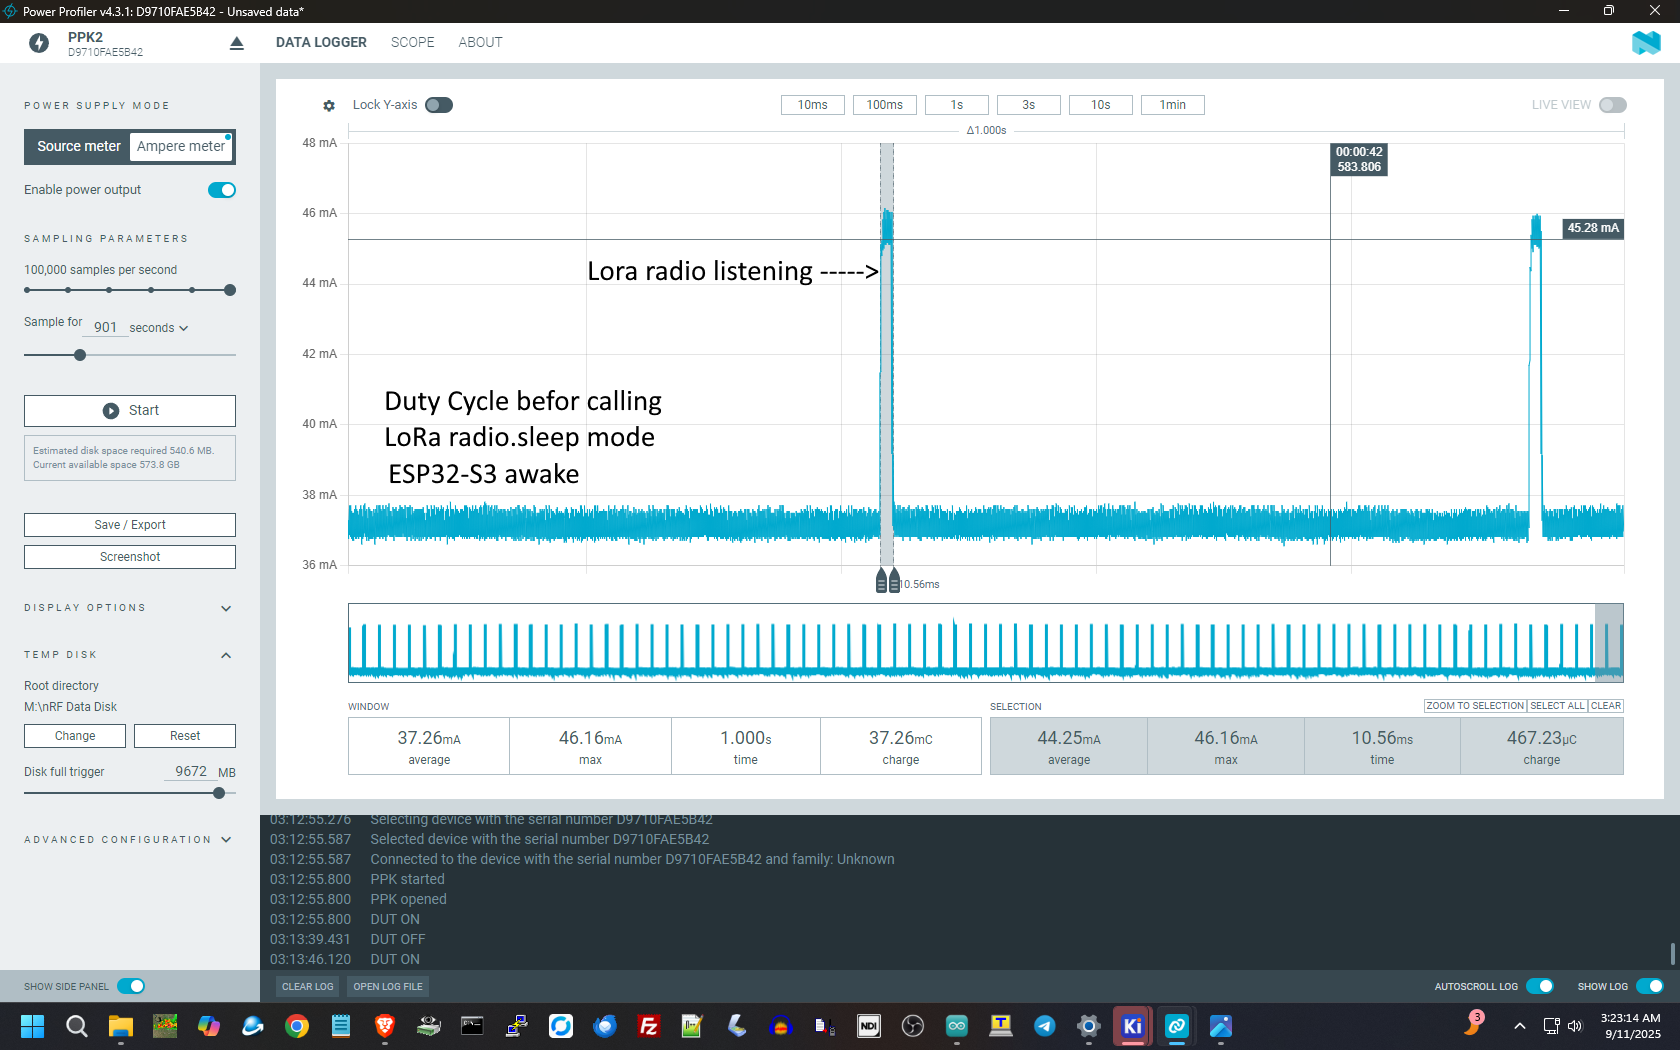 Power Profiler v4.3.1: D9710FAE5B42 - Unsaved data*
PPK2
D9710FAE5B42
DATA LOGGER
SCOPE
ABOUT
POWER SUPPLY MODE
Source meter
Ampere meter
Enable power output
SAMPLING PARAMETERS
100,000 samples per second
Sample for 901 seconds
Start
Estimated disk space required 540.6 MB.
Current available space 573.8 GB
Save / Export
Screenshot
DISPLAY OPTIONS
TEMP DISK
Root directory
M:\nRF Data Disk
Change
Reset
Disk full trigger 9672 MB
ADVANCED CONFIGURATION
SHOW SIDE PANEL
Lock Y-axis
10ms
100ms
1s
3s
10s
1min
LIVE VIEW
Δ1.000s
48 mA
46 mA
44 mA
42 mA
40 mA
38 mA
36 mA
00:00:42
583.806
45.28 mA
Lora radio listening ----->
Duty Cycle befor calling
LoRa radio.sleep mode
ESP32-S3 awake
10.56ms
WINDOW
37.26mA
average
46.16mA
max
1.000s
time
37.26mC
charge
SELECTION
ZOOM TO SELECTION
SELECT ALL
CLEAR
44.25mA
average
46.16mA
max
10.56ms
time
467.23µC
charge
03:12:55.276 Selecting device with the serial number D9710FAE5B42
03:12:55.587 Selected device with the serial number D9710FAE5B42
03:12:55.587 Connected to the device with the serial number D9710FAE5B42 and family: Unknown
03:12:55.800 PPK started
03:12:55.800 PPK opened
03:12:55.800 DUT ON
03:13:39.431 DUT OFF
03:13:46.120 DUT ON
CLEAR LOG
OPEN LOG FILE
AUTOSCROLL LOG
SHOW LOG
FZ
NDI
T
Ki
3
3:23:14 AM
9/11/2025